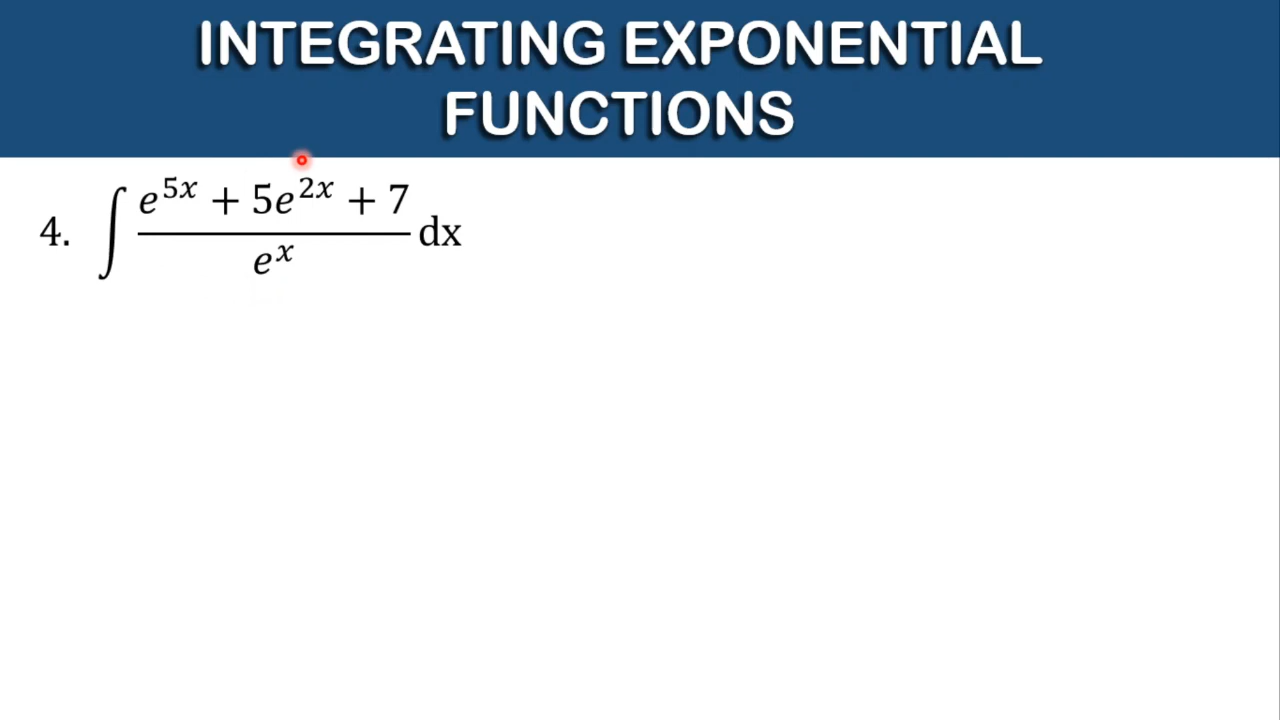 INTEGRATING EXPONENTIAL
FUNCTIONS
4. ∫ (e^{5x} + 5e^{2x} + 7)/(e^x) dx